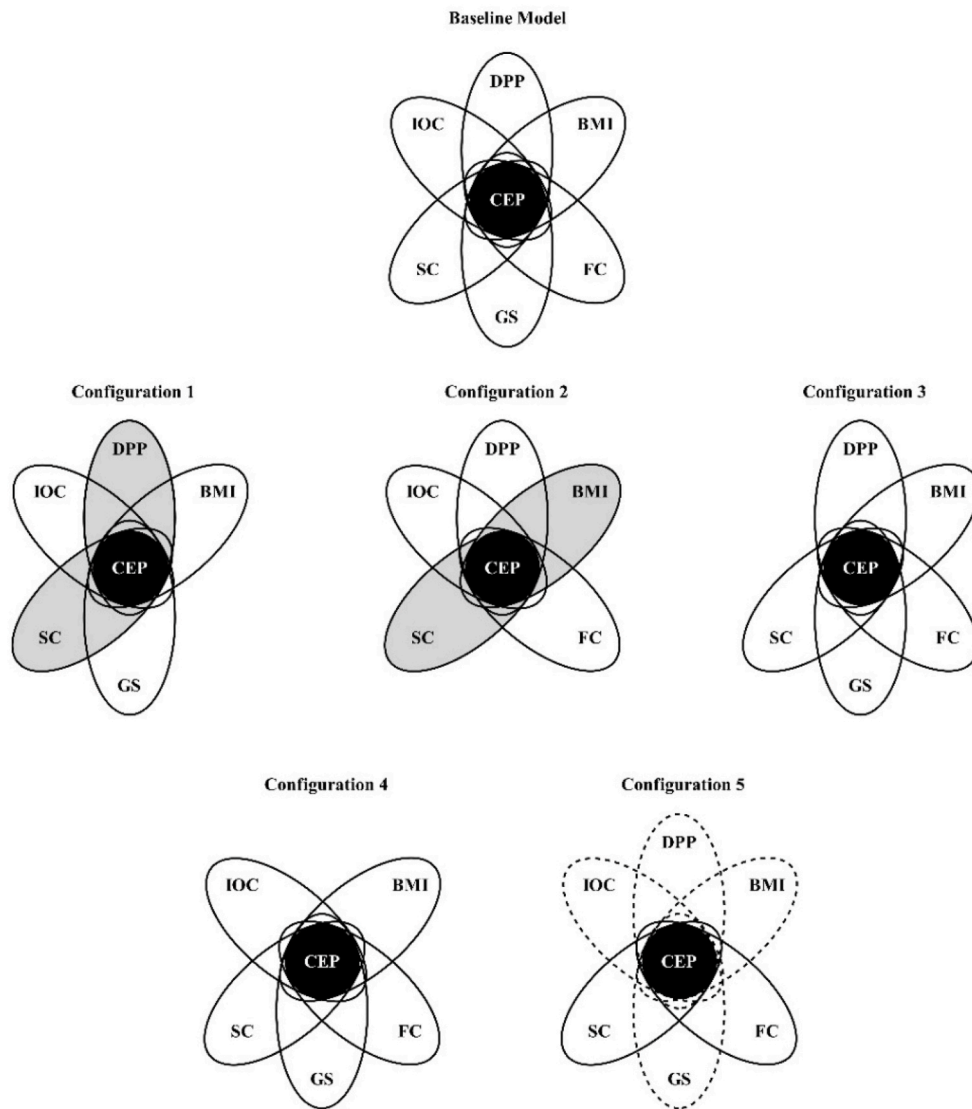 Baseline Model
DPP
IOC BMI
CEP
SC FC
GS
Configuration 1 Configuration 2 Configuration 3
DPP DPP DPP
IOC BMI IOC BMI BMI
CEP CEP CEP
SC SC FC SC FC
GS GS
Configuration 4 Configuration 5
DPP
IOC BMI IOC BMI
CEP CEP
SC FC SC FC
GS GS